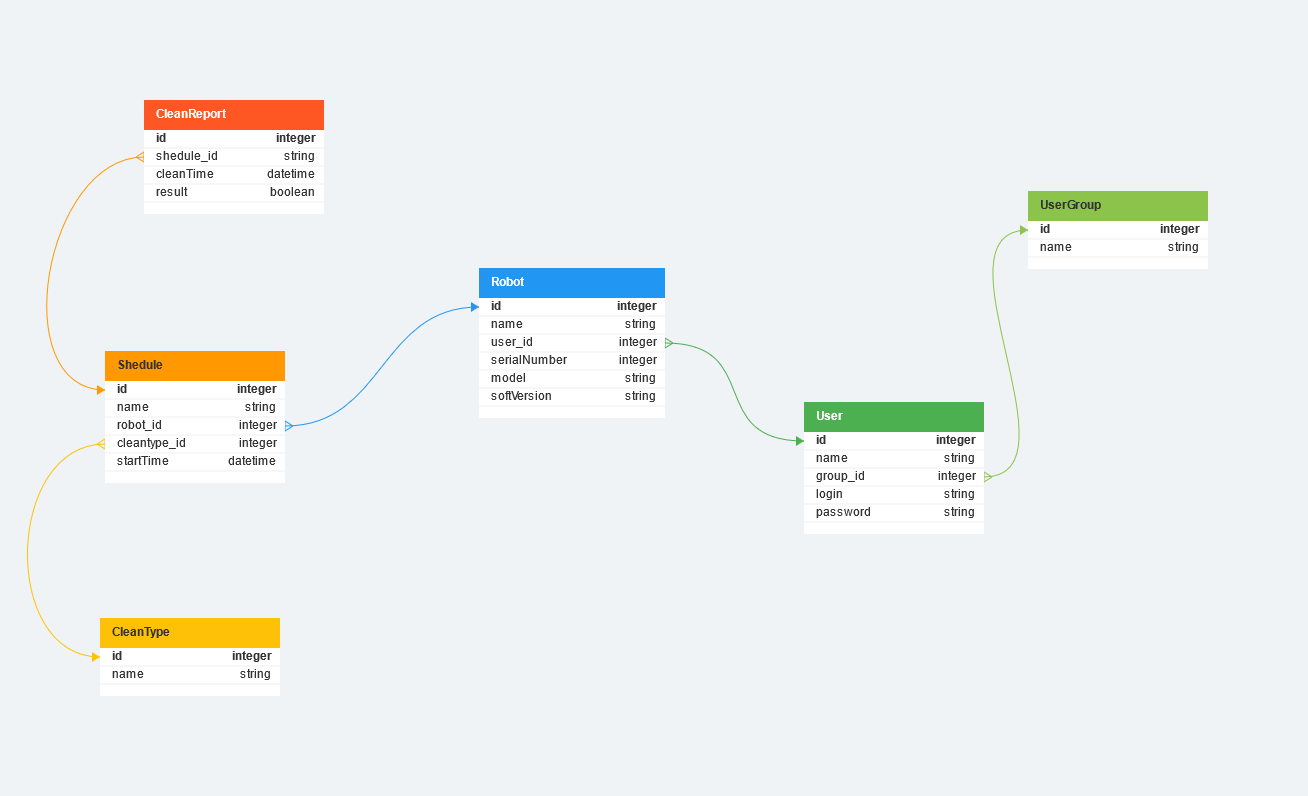 CleanReport
id integer
shedule_id string
cleanTime datetime
result boolean
UserGroup
id integer
name string
Robot
id integer
name string
user_id integer
serialNumber integer
model string
softVersion string
Shedule
id integer
name string
robot_id integer
cleantype_id integer
startTime datetime
User
id integer
name string
group_id integer
login string
password string
CleanType
id integer
name string